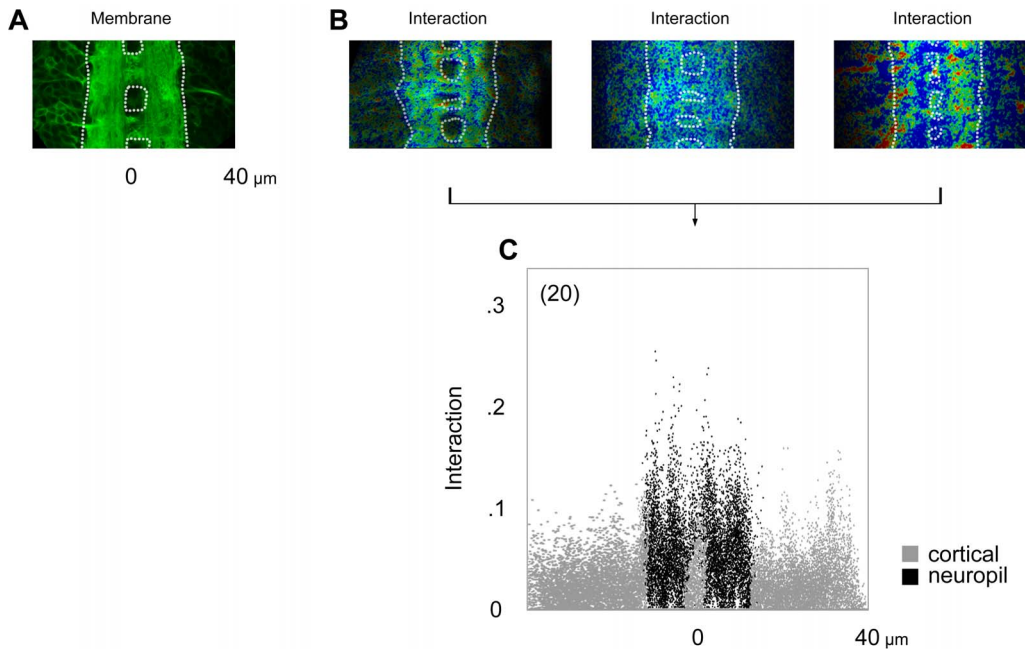 A
Membrane
0
40 µm
B
Interaction
Interaction
Interaction
C
(20)
.3
.2
.1
0
Interaction
0
40 µm
cortical
neuropil